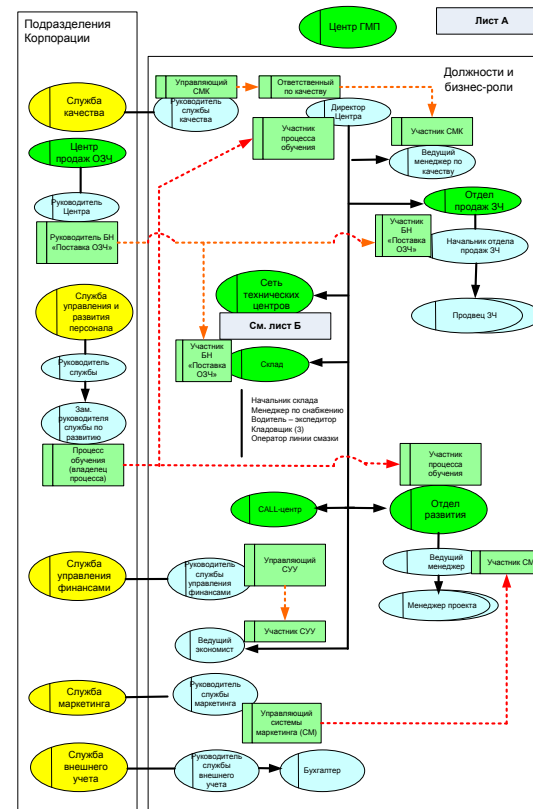 Подразделения
Корпорации
Центр ГМП
Лист А
Должности и
бизнес-роли
Служба
качества
Управляющий
СМК
Руководитель
службы
качества
Ответственный
по качеству
Директор
Центра
Участник
процесса
обучения
Участник СМК
Ведущий
менеджер по
качеству
Центр
продаж ОЗЧ
Руководитель
Центра
Руководитель БН
«Поставка ОЗЧ»
Отдел
продаж ЗЧ
Участник
БН
«Поставка
ОЗЧ»
Начальник отдела
продаж ЗЧ
Продвец ЗЧ
Сеть
технических
центров
См. лист Б
Участник
БН
«Поставка
ОЗЧ»
Склад
Начальник склада
Менеджер по снабжению
Водитель – экспедитор
Кладовщик (3)
Оператор линии смазки
Служба
управления и
развития
персонала
Руководитель
службы
Зам.
руководителя
службы по
развитию
Процесс
обучения
(владелец
процесса)
Участник
процесса
обучения
CALL-центр
Отдел
развития
Ведущий
менеджер
Участник СМ
Менеджер проекта
Служба
управления
финансами
Руководитель
службы
управления
финансами
Управляющий
СУУ
Участник СУУ
Ведущий
экономист
Служба
маркетинга
Руководитель
службы
маркетинга
Управляющий
системы
маркетинга (СМ)
Служба
внешнего
учета
Руководитель
службы
внешнего
учета
Бухгалтер